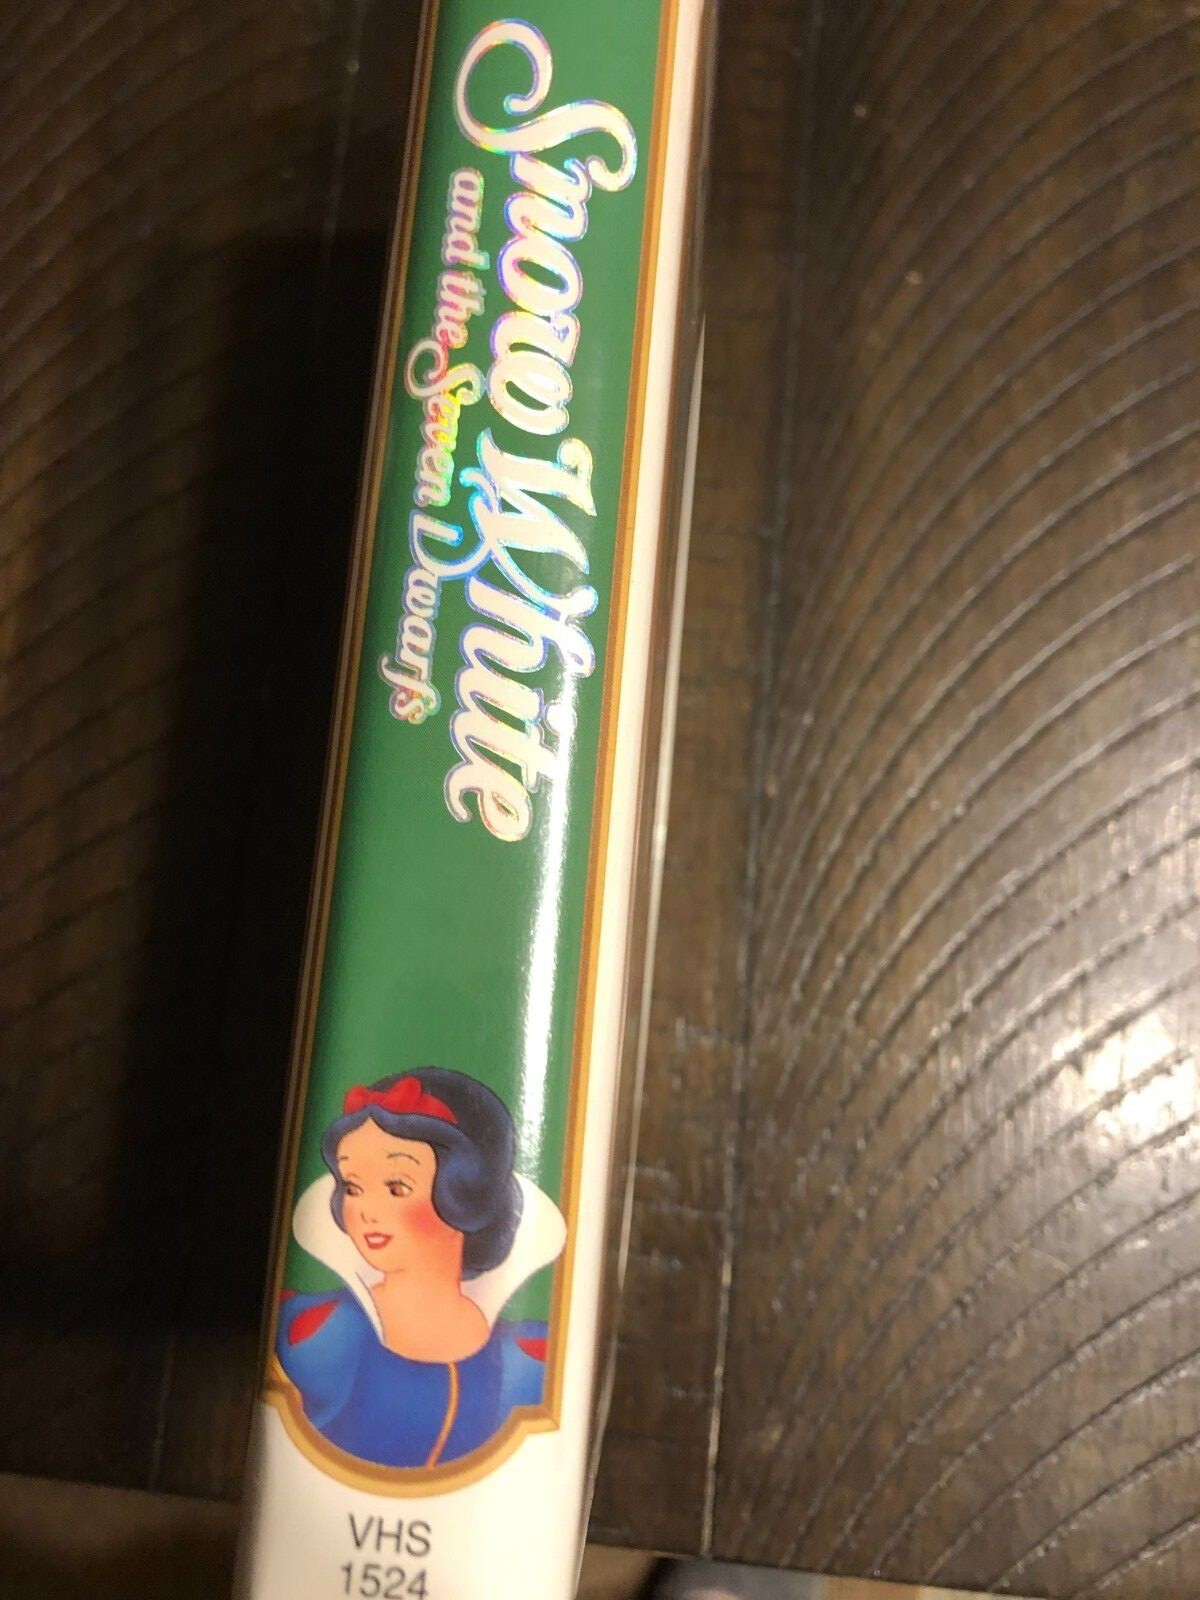 Snow White
and the Seven Dwarfs
VHS
1524